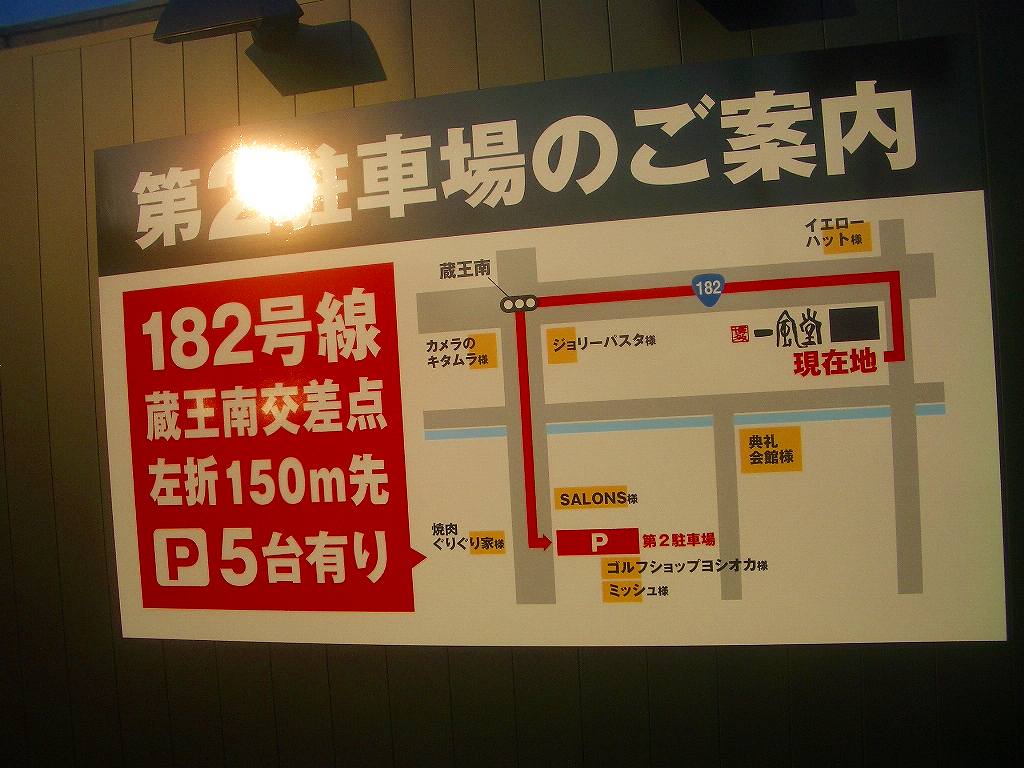 第2駐車場のご案内
182号線
蔵王南交差点
左折150m先
P 5台有り
蔵王南
182
イエロー
ハット様
カメラの
キタムラ様
ジョリーパスタ様
博多
一風堂
現在地
典礼
会館様
SALONS様
焼肉
ぐりぐり家様
P 第2駐車場
ゴルフショップヨシオカ様
ミッシュ様